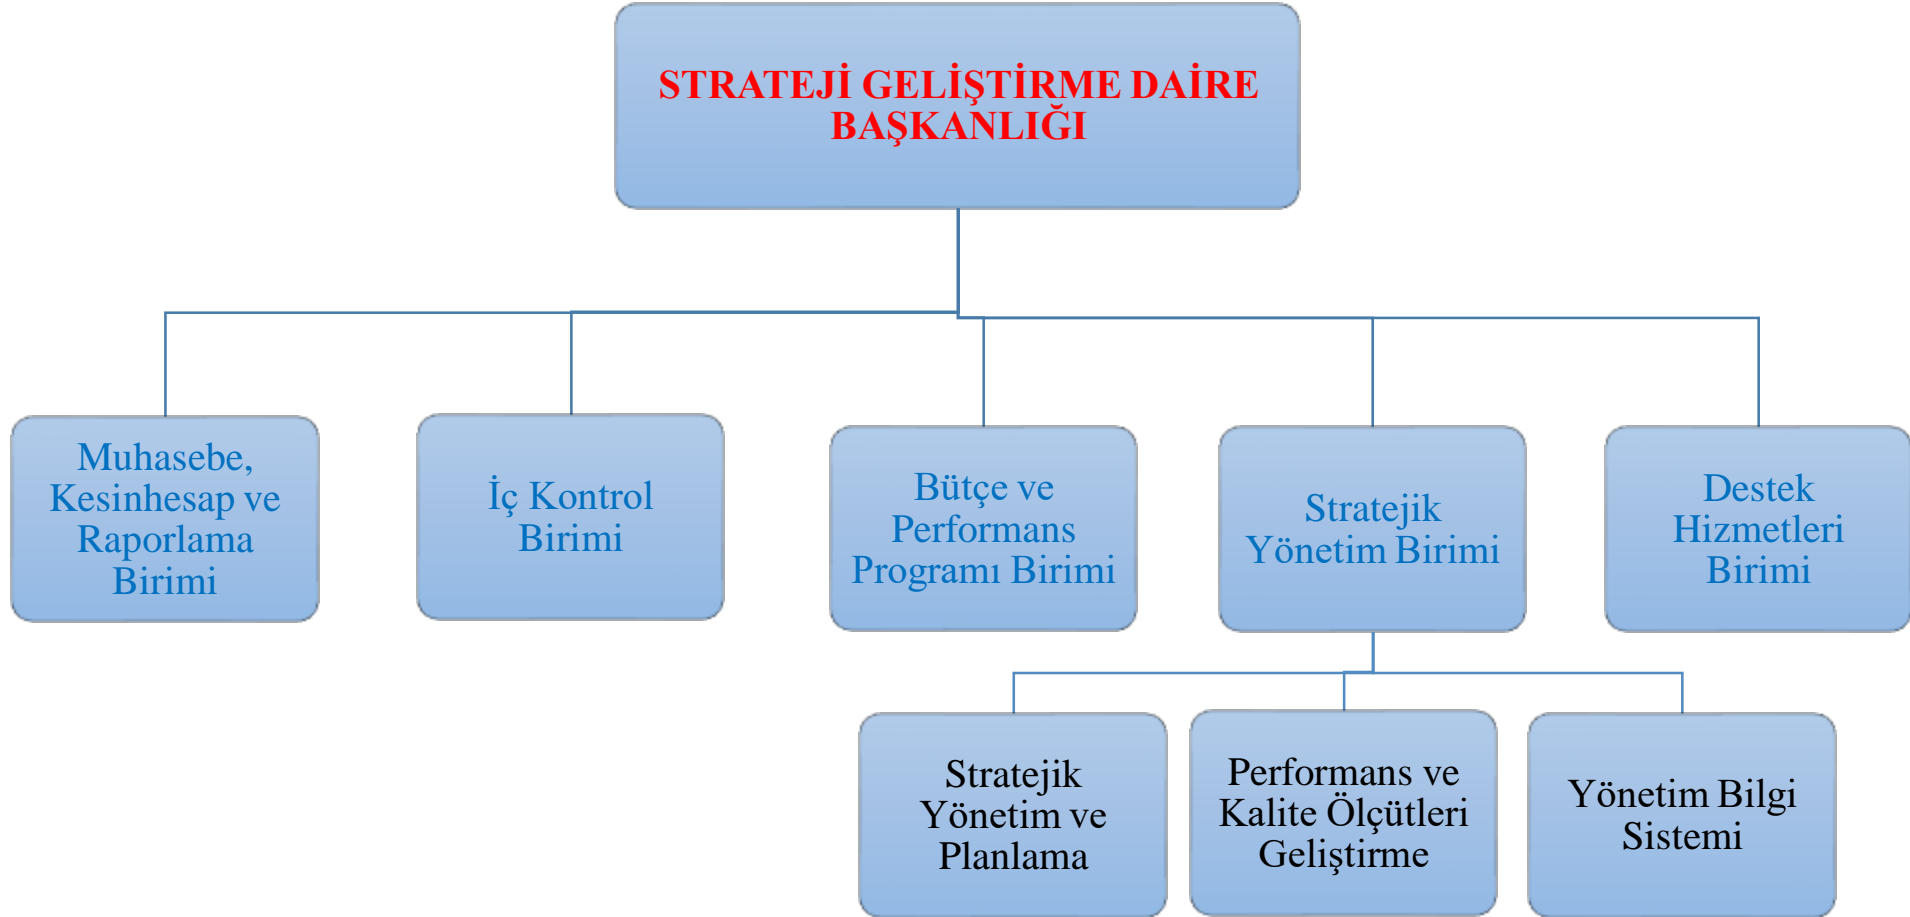 STRATEJİ GELİŞTİRME DAİRE
BAŞKANLIĞI
Muhasebe,
Kesinhesap ve
Raporlama
Birimi
İç Kontrol
Birimi
Bütçe ve
Performans
Programı Birimi
Stratejik
Yönetim Birimi
Destek
Hizmetleri
Birimi
Stratejik
Yönetim ve
Planlama
Performans ve
Kalite Ölçütleri
Geliştirme
Yönetim Bilgi
Sistemi